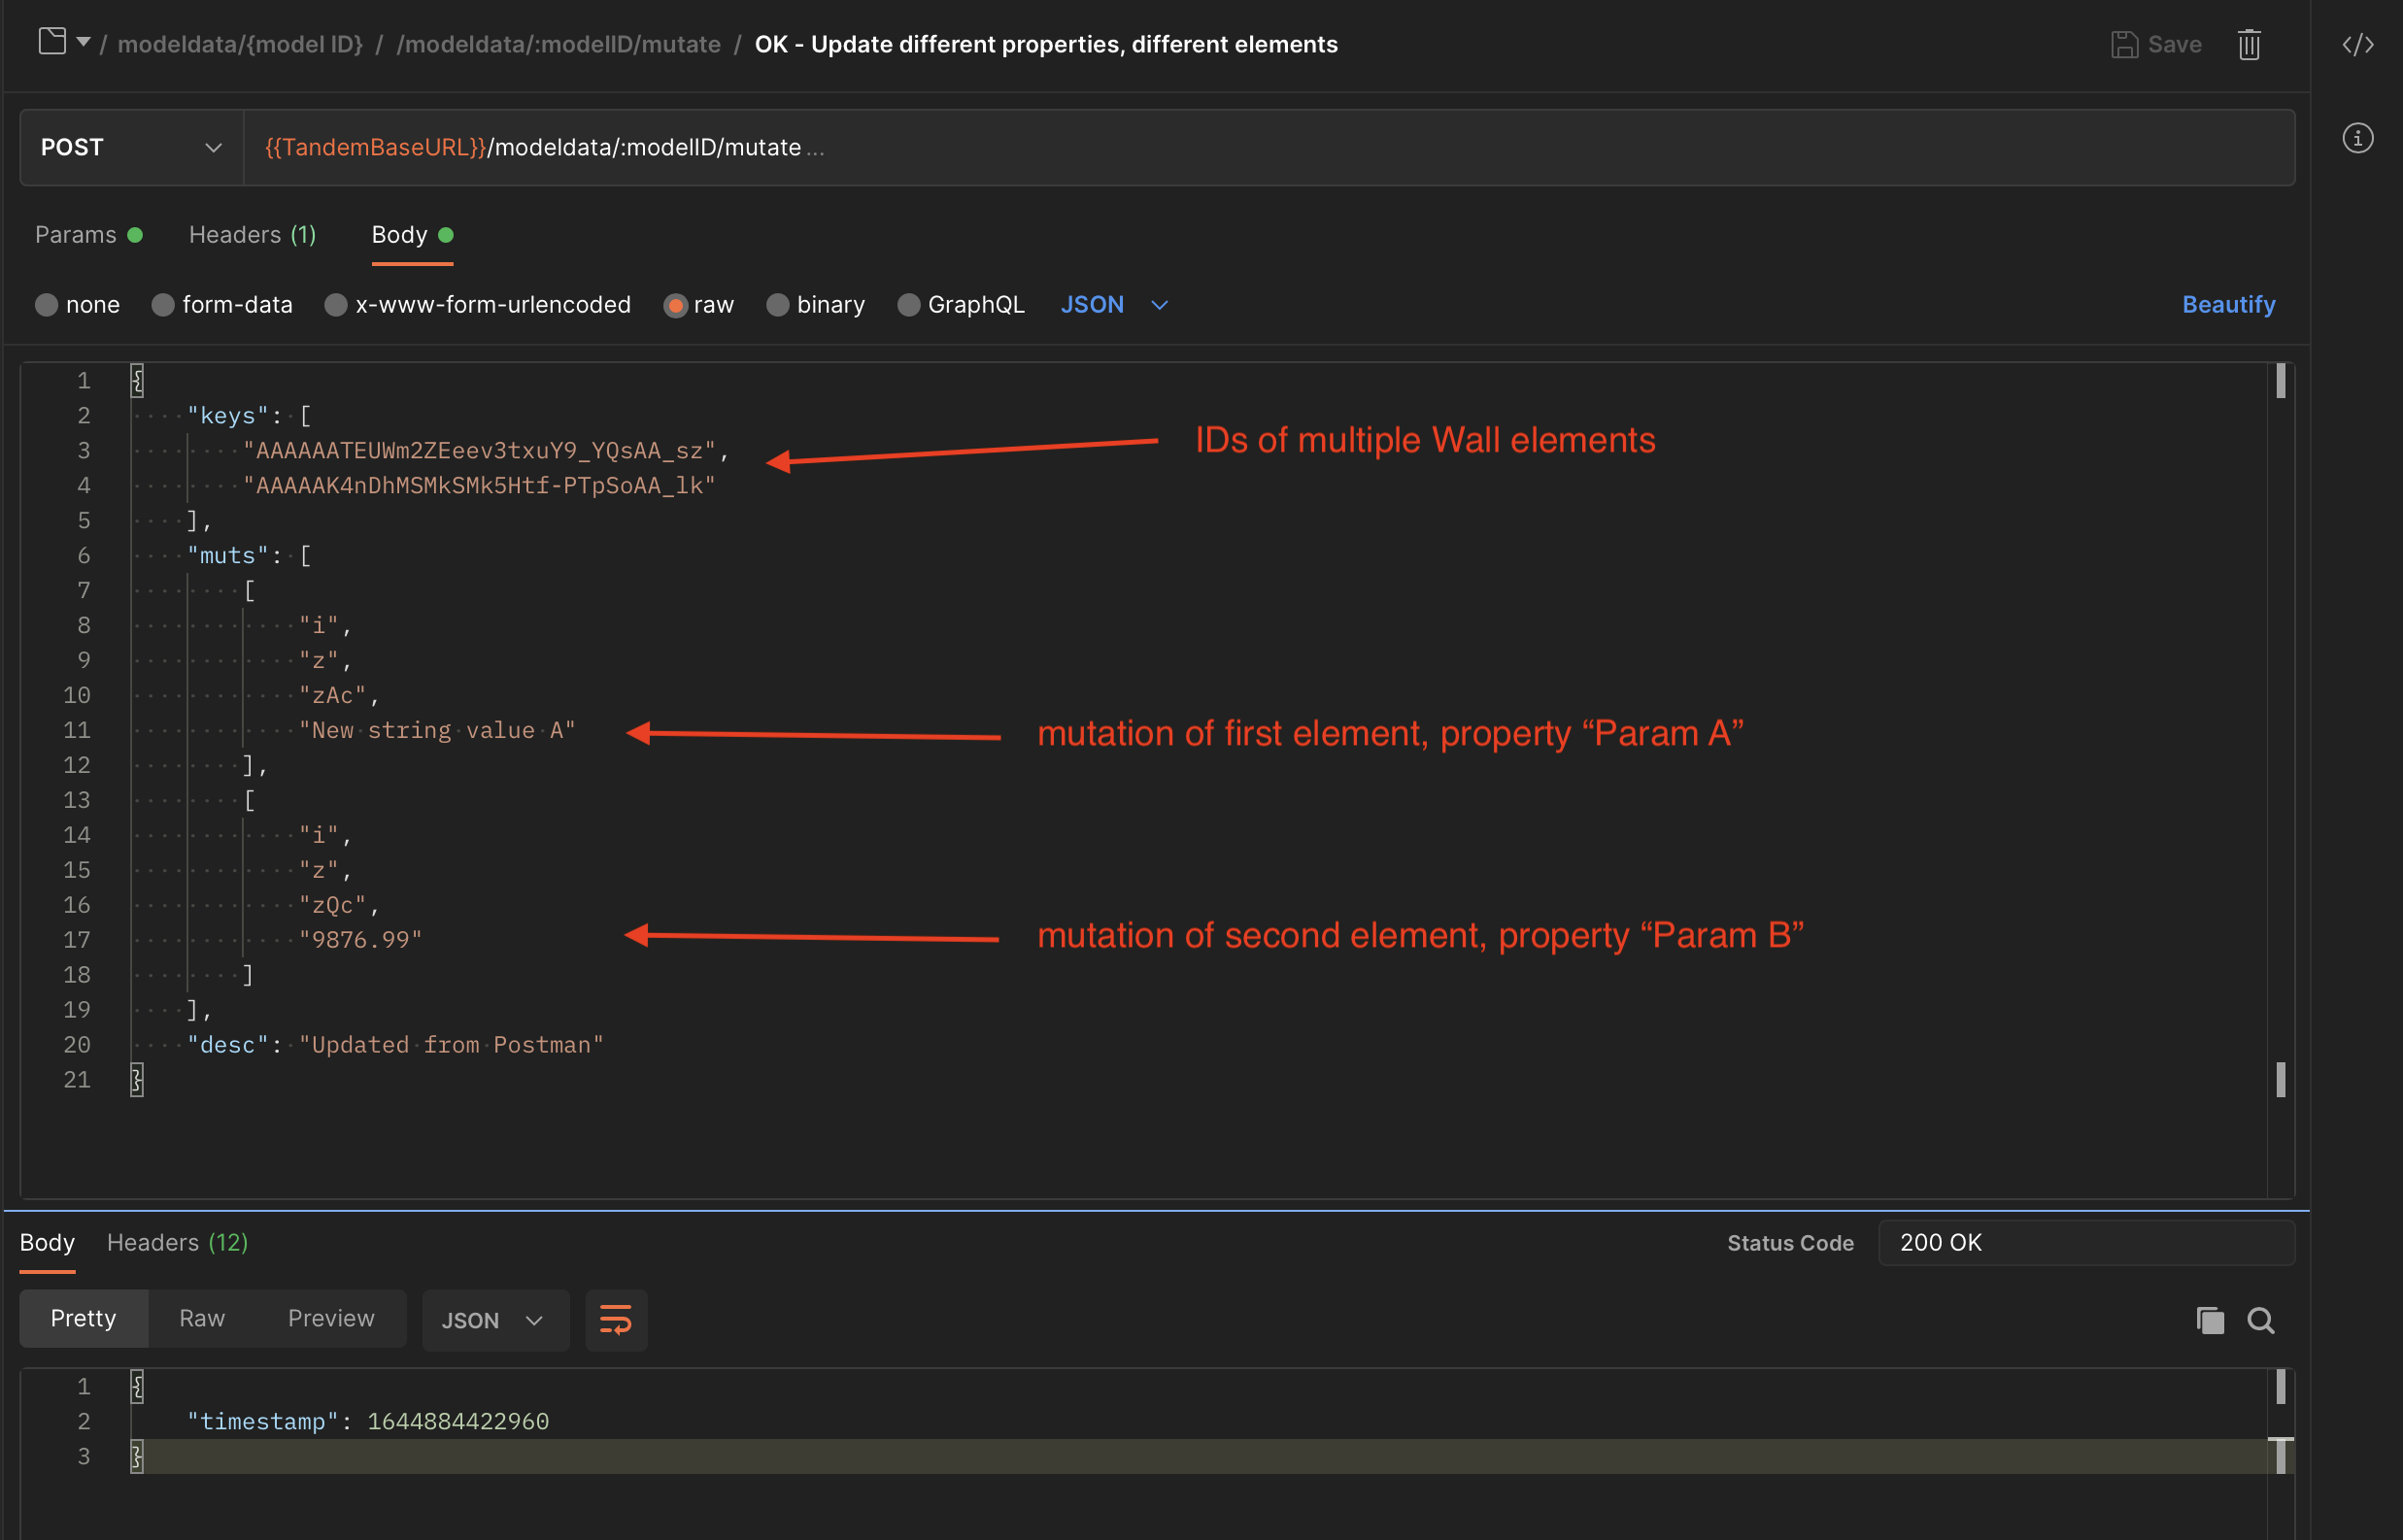 / modeldata/{model ID} / /modeldata/:modelID/mutate / OK - Update different properties, different elements Save
POST {{TandemBaseURL}}/modeldata/:modelID/mutate ...
Params Headers (1) Body
none form-data x-www-form-urlencoded raw binary GraphQL JSON Beautify
1 {
2 "keys": [
3 "AAAAAATEUWm2ZEeev3txuY9_YQsAA_sz",
IDs of multiple Wall elements
4 "AAAAAK4nDhMSMkSMk5Htf-PTpSoAA_lk"
5 ],
6 "muts": [
7 [
8 "i",
9 "z",
10 "zAc",
11 "New string value A"
mutation of first element, property “Param A”
12 ],
13 [
14 "i",
15 "z",
16 "zQc",
17 "9876.99"
mutation of second element, property “Param B”
18 ]
19 ],
20 "desc": "Updated from Postman"
21 }
Body Headers (12) Status Code 200 OK
Pretty Raw Preview JSON
1 {
2 "timestamp": 1644884422960
3 }